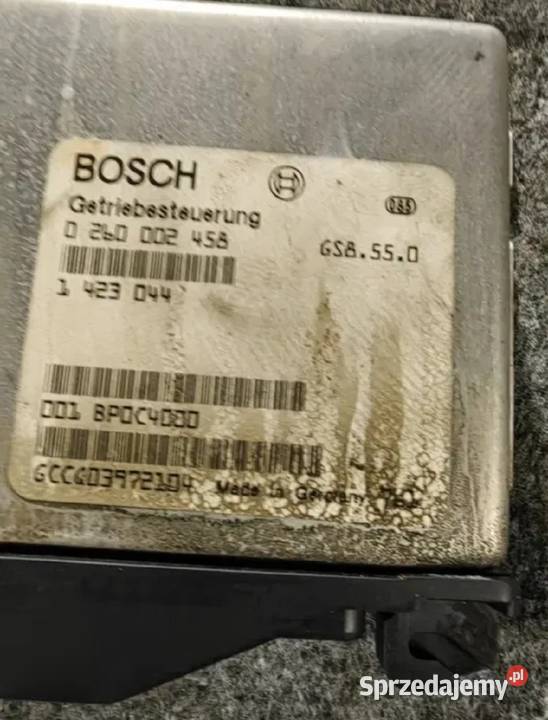 BOSCH
Getriebesteuerung
0 260 002 458
GS8.55.0
1 423 044
001 BPOC4000
GCCG03972104 Made in Germany
Sprzedajemy.pl